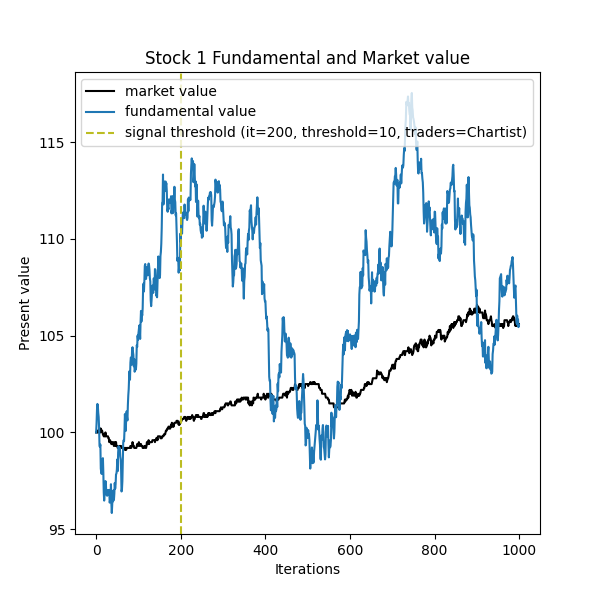 Stock 1 Fundamental and Market value
market value
fundamental value
signal threshold (it=200, threshold=10, traders=Chartist)
115
110
105
100
95
Present value
0 200 400 600 800 1000
Iterations